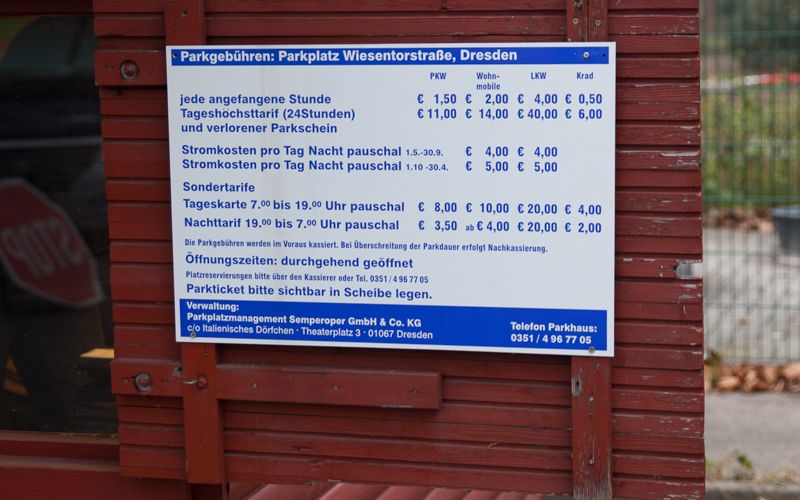 Parkgebühren: Parkplatz Wiesentorstraße, Dresden
PKW Wohn-mobile LKW Krad
jede angefangene Stunde € 1,50 € 2,00 € 4,00 € 0,50
Tageshöchsttarif (24Stunden) € 11,00 € 14,00 € 40,00 € 6,00
und verlorener Parkschein
Stromkosten pro Tag Nacht pauschal 1.5.-30.9. € 4,00 € 4,00
Stromkosten pro Tag Nacht pauschal 1.10 -30.4. € 5,00 € 5,00
Sondertarife
Tageskarte 7.00 bis 19.00 Uhr pauschal € 8,00 € 10,00 € 20,00 € 4,00
Nachttarif 19.00 bis 7.00 Uhr pauschal € 3,50 ab € 4,00 € 20,00 € 2,00
Die Parkgebühren werden im Voraus kassiert. Bei Überschreitung der Parkdauer erfolgt Nachkassierung.
Öffnungszeiten: durchgehend geöffnet
Platzreservierungen bitte über den Kassierer oder Tel. 0351 / 4 96 77 05
Parkticket bitte sichtbar in Scheibe legen.
Verwaltung:
Parkplatzmanagement Semperoper GmbH & Co. KG
c/o Italienisches Dörfchen · Theaterplatz 3 · 01067 Dresden
Telefon Parkhaus:
0351 / 4 96 77 05
STOP